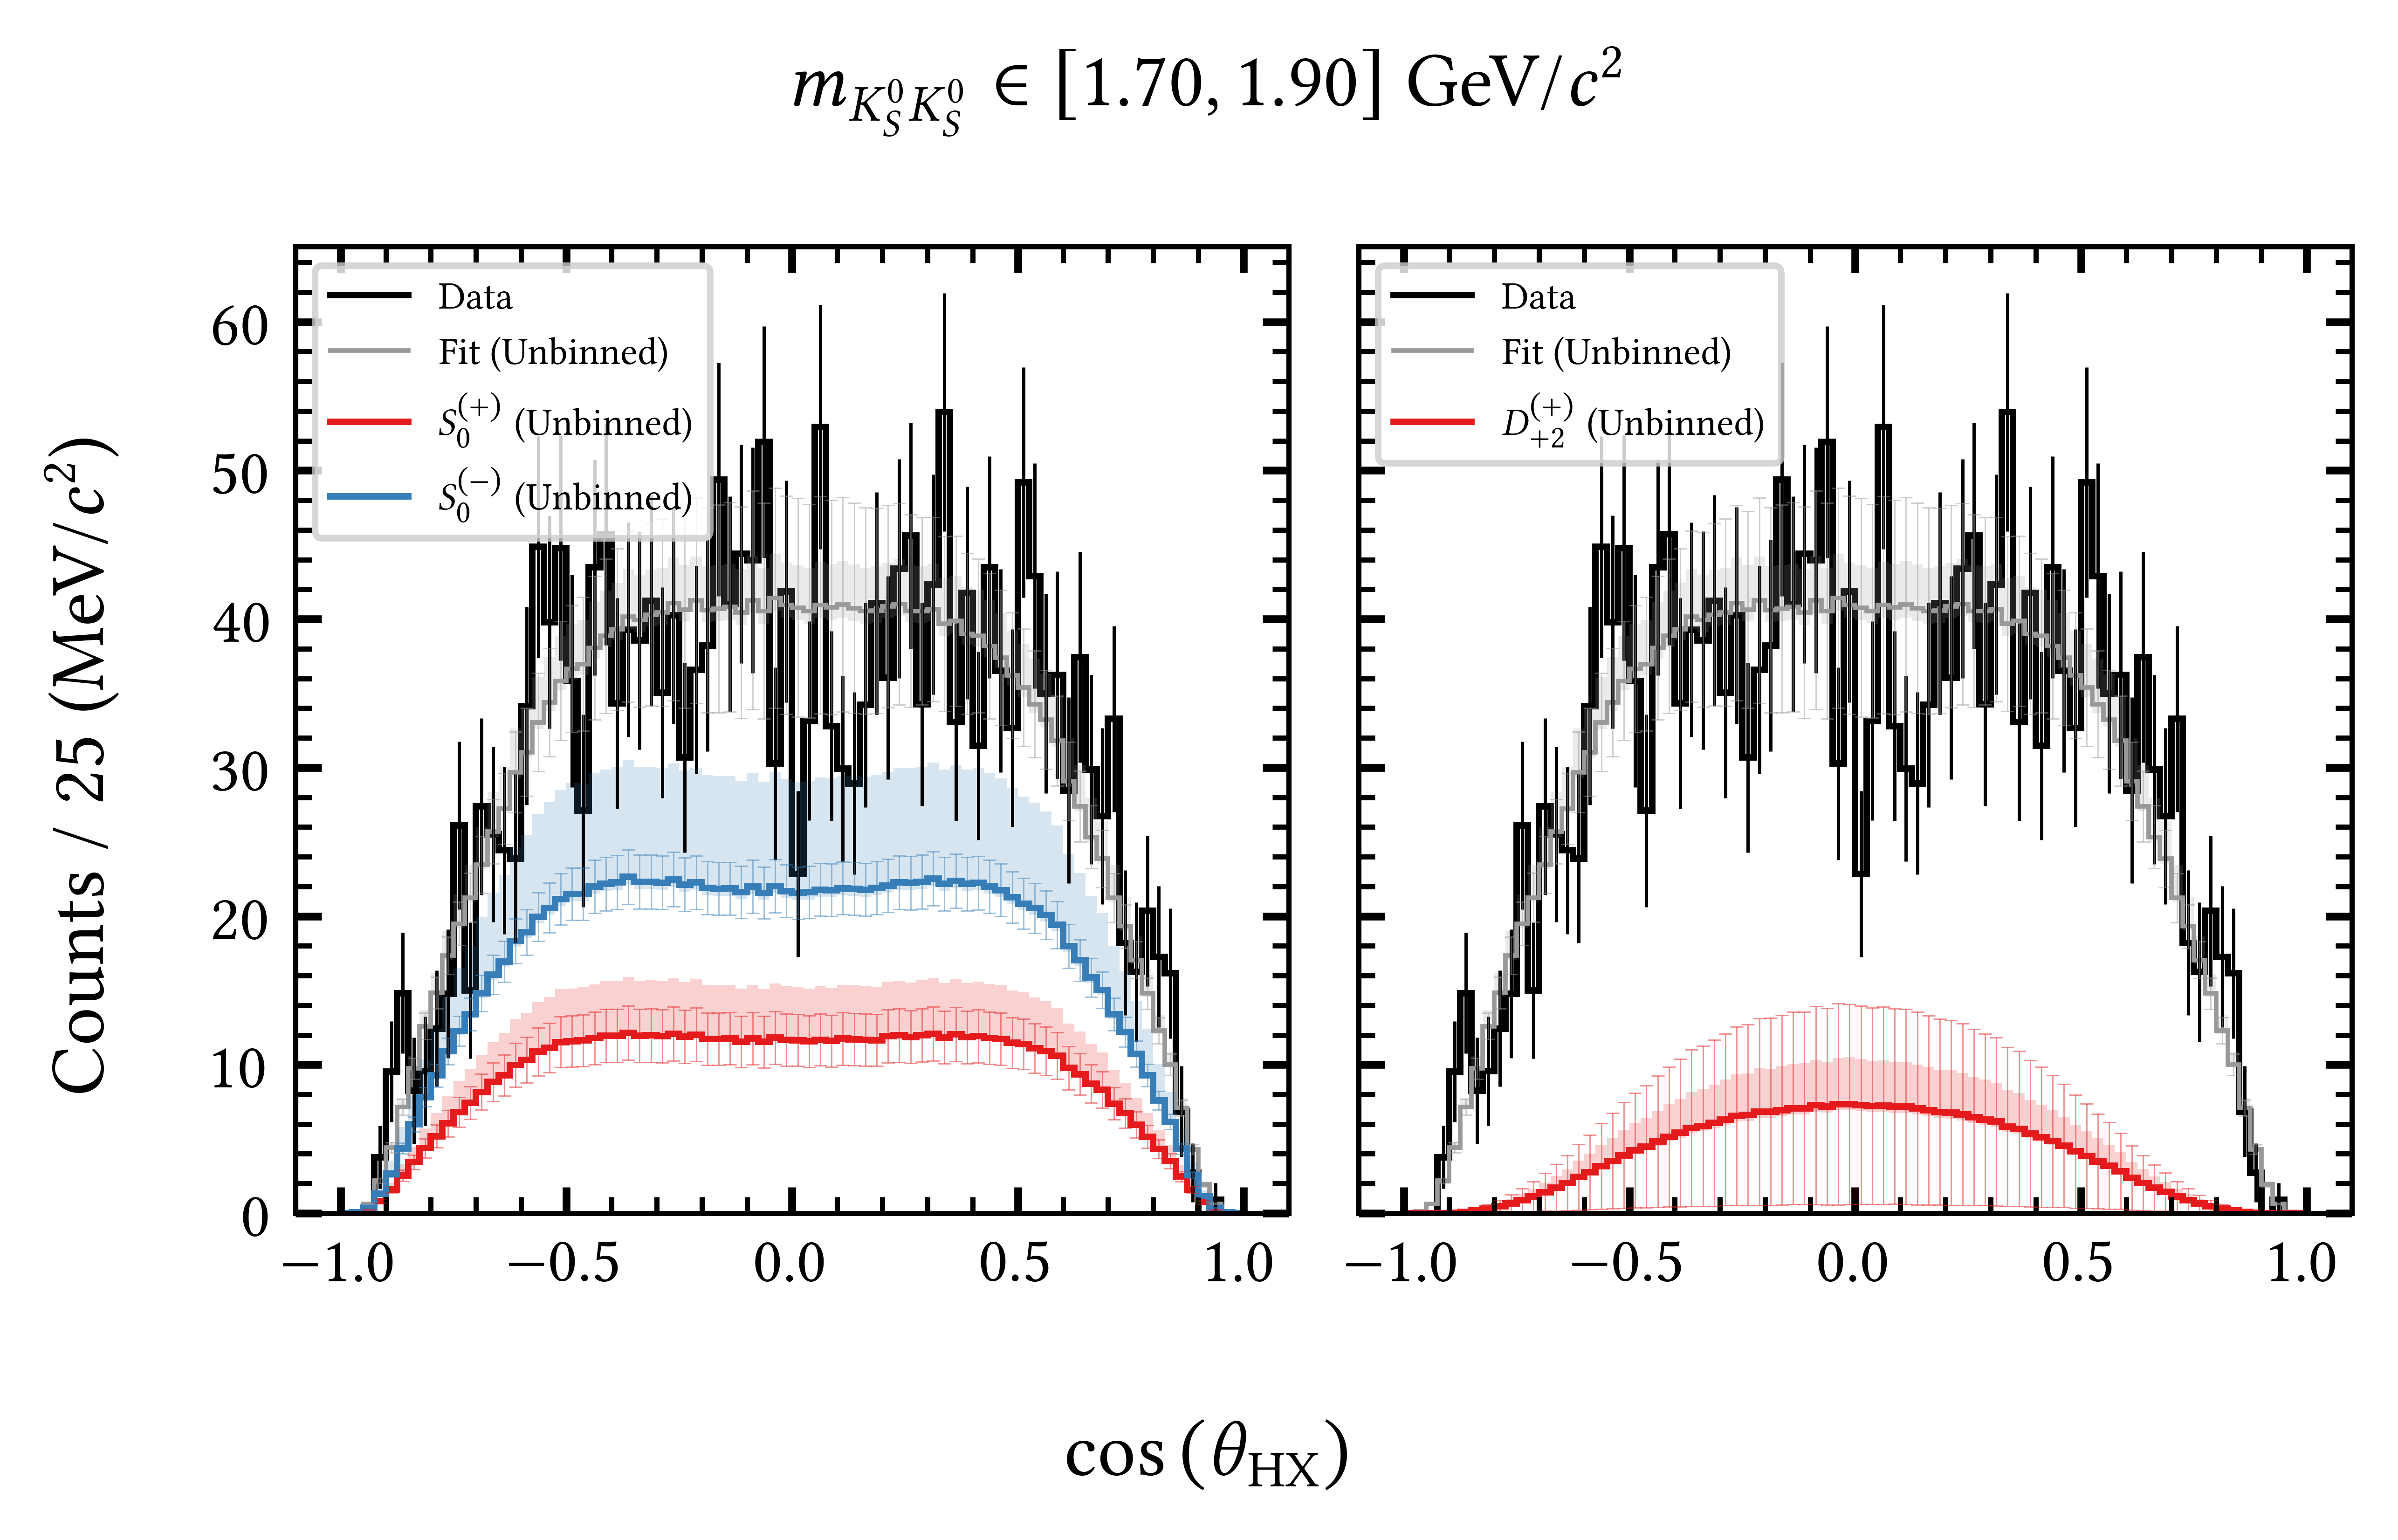 m_{K_S^0 K_S^0} ∈ [1.70, 1.90] GeV/c²
Counts / 25 (MeV/c²)
60
50
40
30
20
10
0
Data
Fit (Unbinned)
S_0^{(+)} (Unbinned)
S_0^{(−)} (Unbinned)
−1.0 −0.5 0.0 0.5 1.0
Data
Fit (Unbinned)
D_{+2}^{(+)} (Unbinned)
−1.0 −0.5 0.0 0.5 1.0
cos (θ_HX)